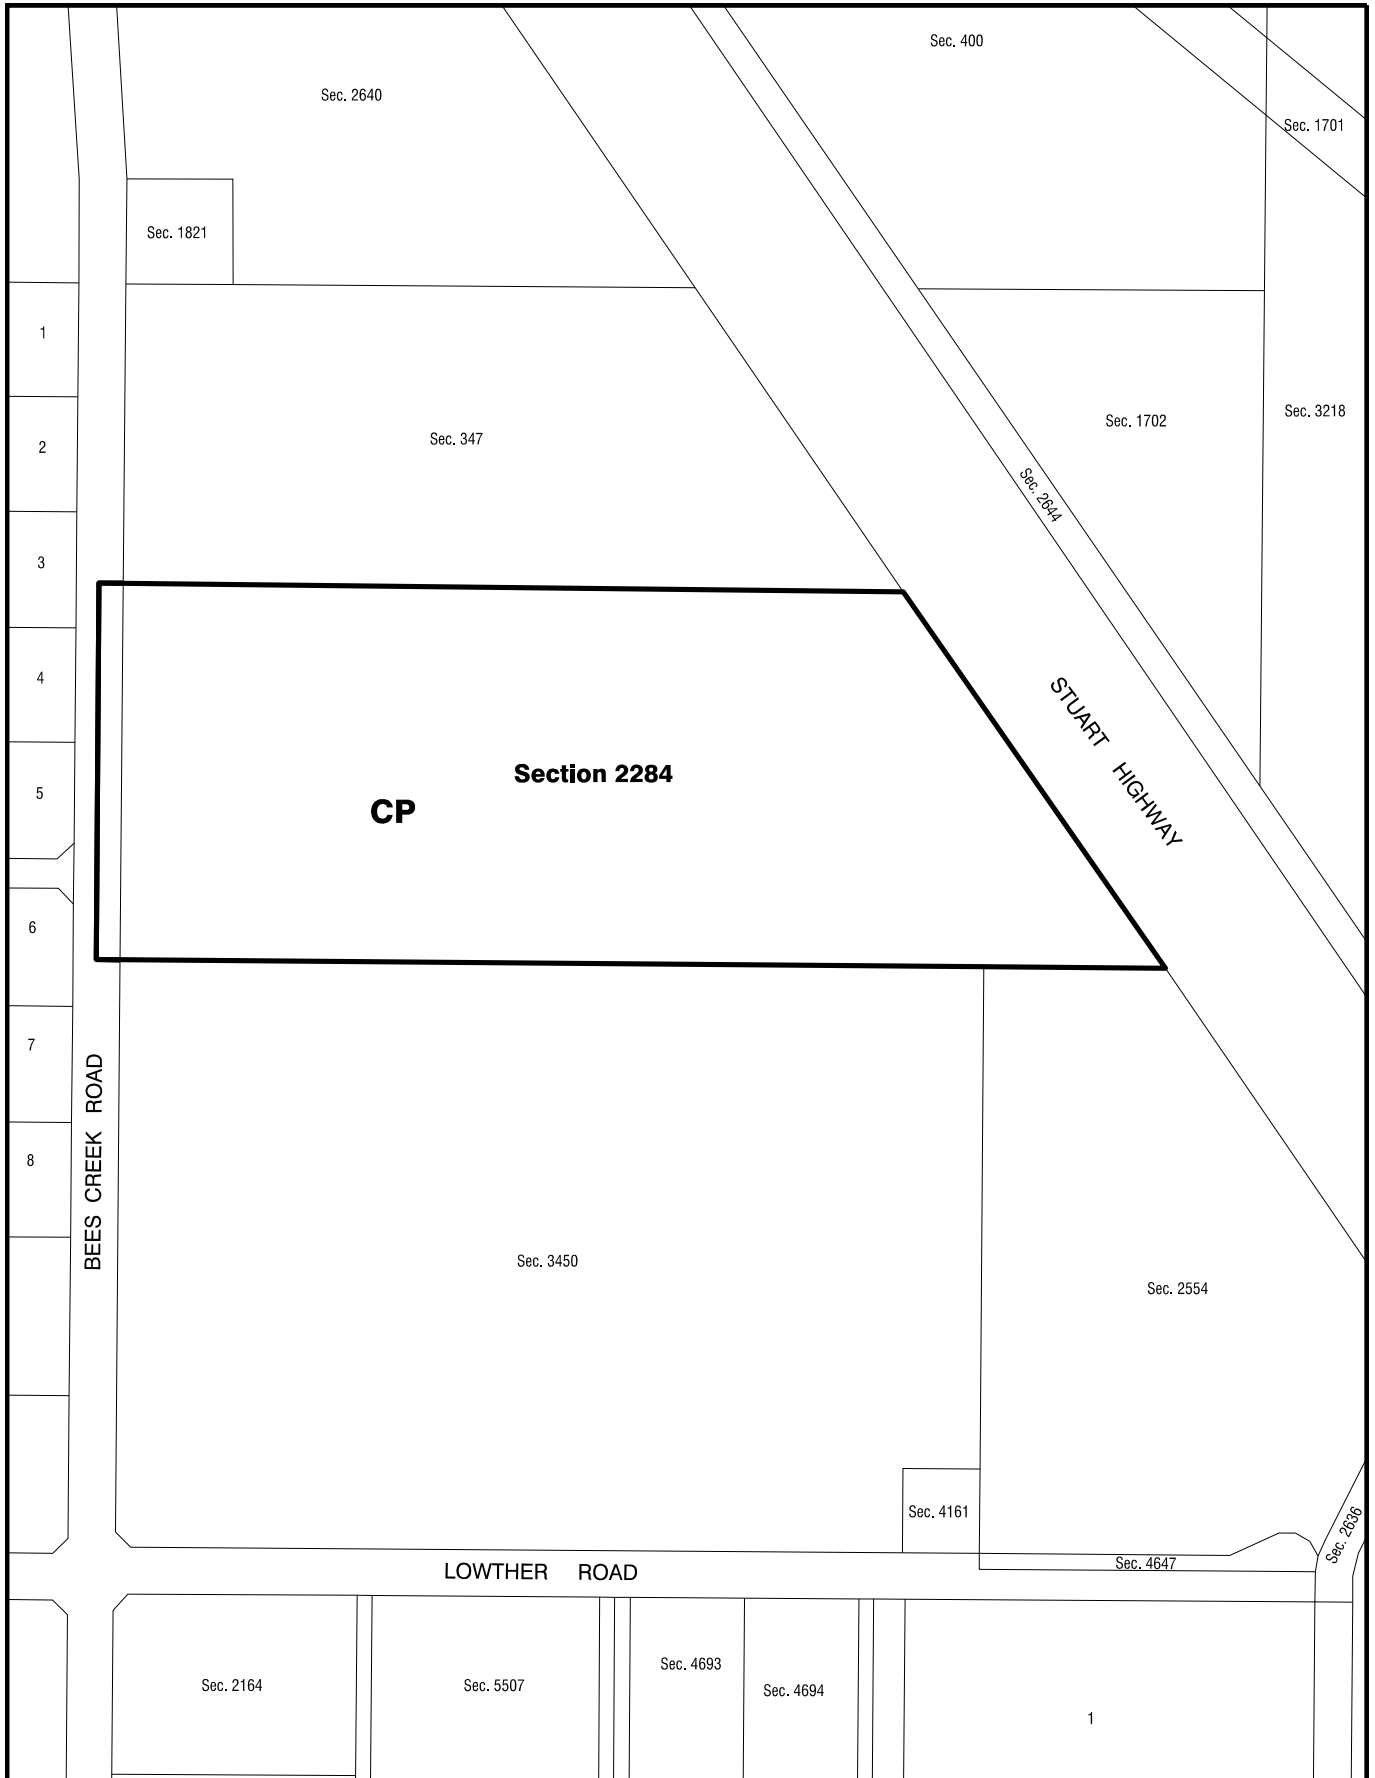 Sec. 400
Sec. 2640
Sec. 1701
Sec. 1821
1
2
Sec. 347
Sec. 1702
Sec. 3218
Sec. 2644
3
4
STUART HIGHWAY
Section 2284
CP
5
6
7
BEES CREEK ROAD
8
Sec. 3450
Sec. 2554
Sec. 4161
Sec. 2636
Sec. 4647
LOWTHER ROAD
Sec. 2164
Sec. 5507
Sec. 4693
Sec. 4694
1